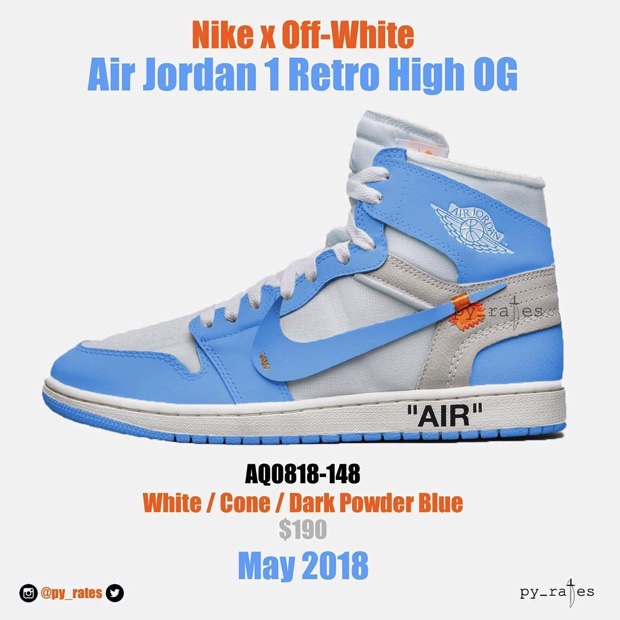 Nike x Off-White
Air Jordan 1 Retro High OG
AIR JORDAN
py_rates
"AIR"
AQ0818-148
White / Cone / Dark Powder Blue
$190
May 2018
@py_rates
py_rates